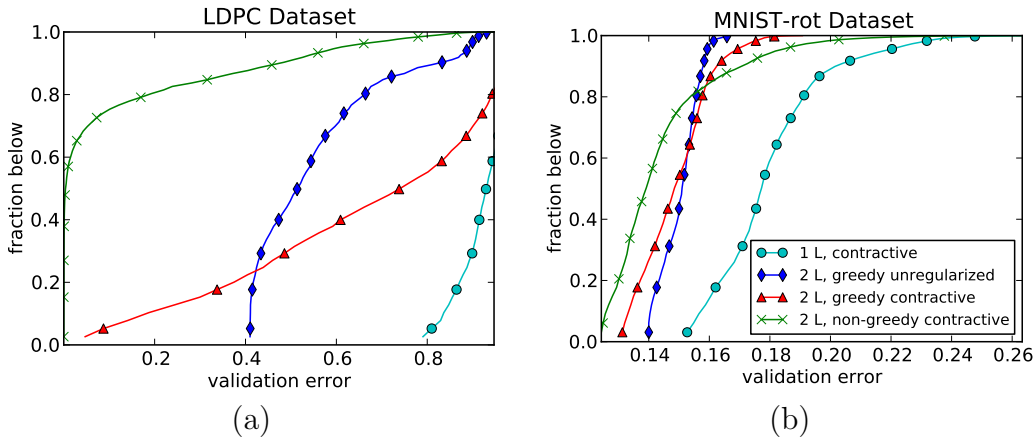 LDPC Dataset
1.0
0.8
0.6
0.4
0.2
0.0
fraction below
0.2
0.4
0.6
0.8
validation error
(a)
MNIST-rot Dataset
1.0
0.8
0.6
0.4
0.2
0.0
fraction below
1 L, contractive
2 L, greedy unregularized
2 L, greedy contractive
2 L, non-greedy contractive
0.14
0.16
0.18
0.20
0.22
0.24
0.26
validation error
(b)